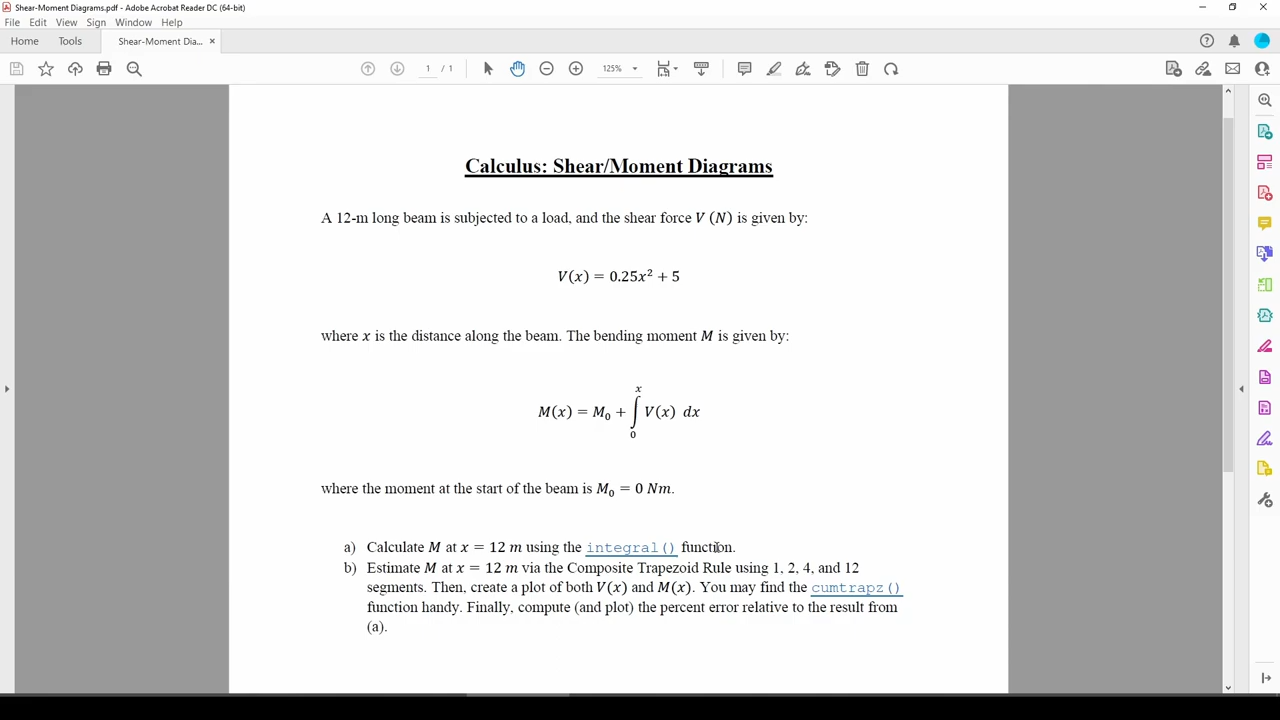 Shear-Moment Diagrams.pdf - Adobe Acrobat Reader DC (64-bit)
File Edit View Sign Window Help
Home Tools Shear-Moment Dia... ×
1 / 1 125%
Calculus: Shear/Moment Diagrams
A 12-m long beam is subjected to a load, and the shear force V (N) is given by:
V(x) = 0.25x² + 5
where x is the distance along the beam. The bending moment M is given by:
M(x) = M₀ + ∫₀ˣ V(x) dx
where the moment at the start of the beam is M₀ = 0 Nm.
a) Calculate M at x = 12 m using the integral() function.
b) Estimate M at x = 12 m via the Composite Trapezoid Rule using 1, 2, 4, and 12
segments. Then, create a plot of both V(x) and M(x). You may find the cumtrapz()
function handy. Finally, compute (and plot) the percent error relative to the result from
(a).